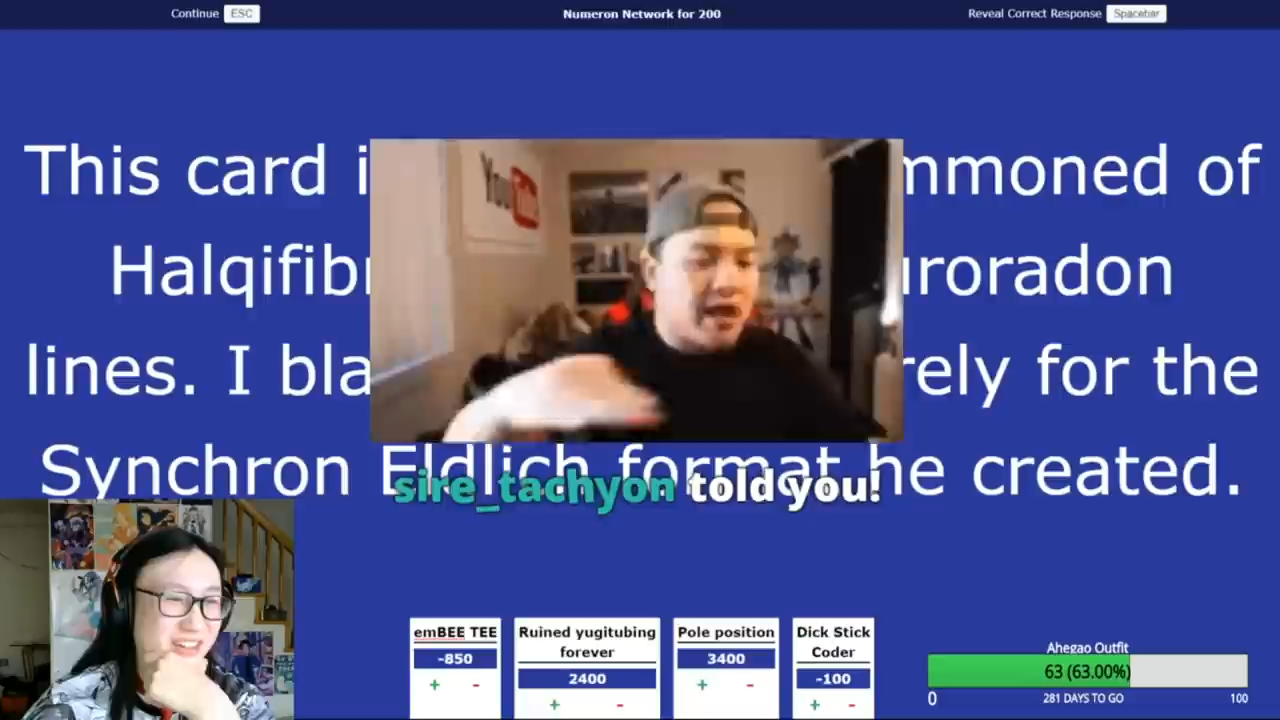 Continue ESC
Numeron Network for 200
Reveal Correct Response Spacebar
This card mmoned of
YouTube
Halqifib uroradon
lines. I rely for the
Synchron Eldlich format he created.
sire_tachyon told you!
emBEE TEE
-850
+ -
Ruined yugitubing
forever
2400
+ -
Pole position
3400
+ -
Dick Stick
Coder
-100
+ -
Ahegao Outfit
63 (63.00%)
0 281 DAYS TO GO 100